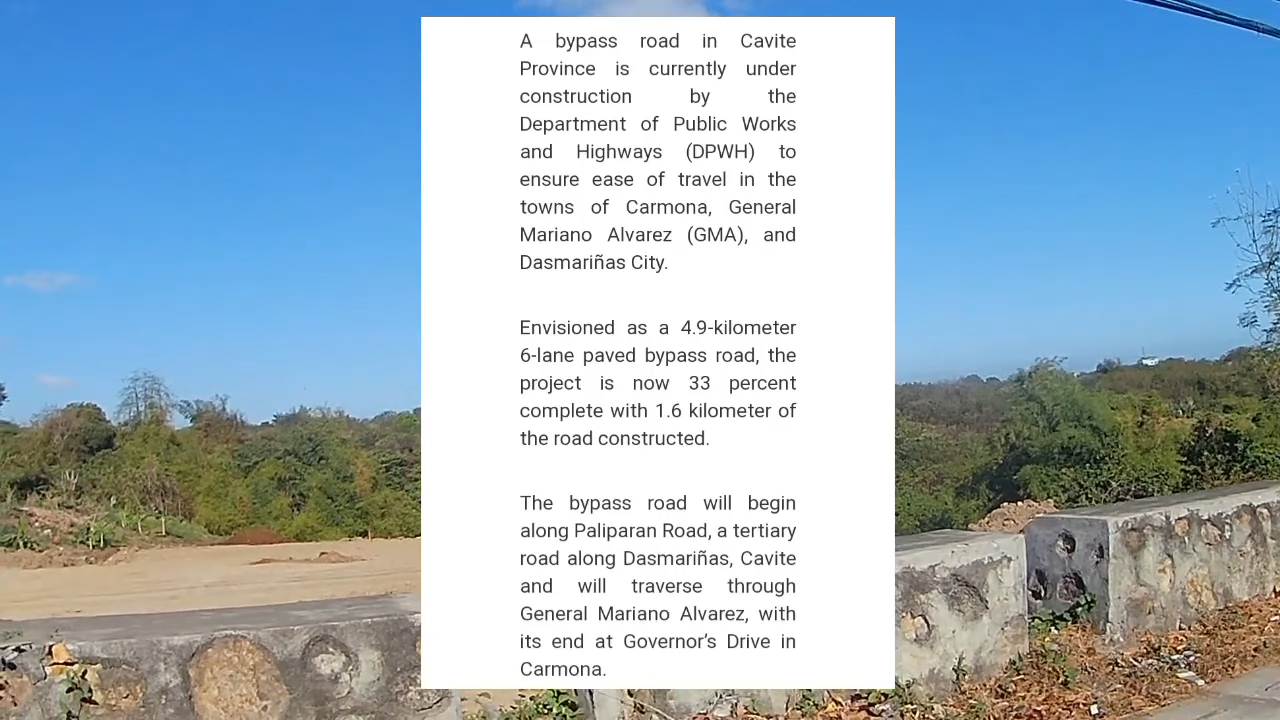 A bypass road in Cavite
Province is currently under
construction by the
Department of Public Works
and Highways (DPWH) to
ensure ease of travel in the
towns of Carmona, General
Mariano Alvarez (GMA), and
Dasmariñas City.
Envisioned as a 4.9-kilometer
6-lane paved bypass road, the
project is now 33 percent
complete with 1.6 kilometer of
the road constructed.
The bypass road will begin
along Paliparan Road, a tertiary
road along Dasmariñas, Cavite
and will traverse through
General Mariano Alvarez, with
its end at Governor’s Drive in
Carmona.